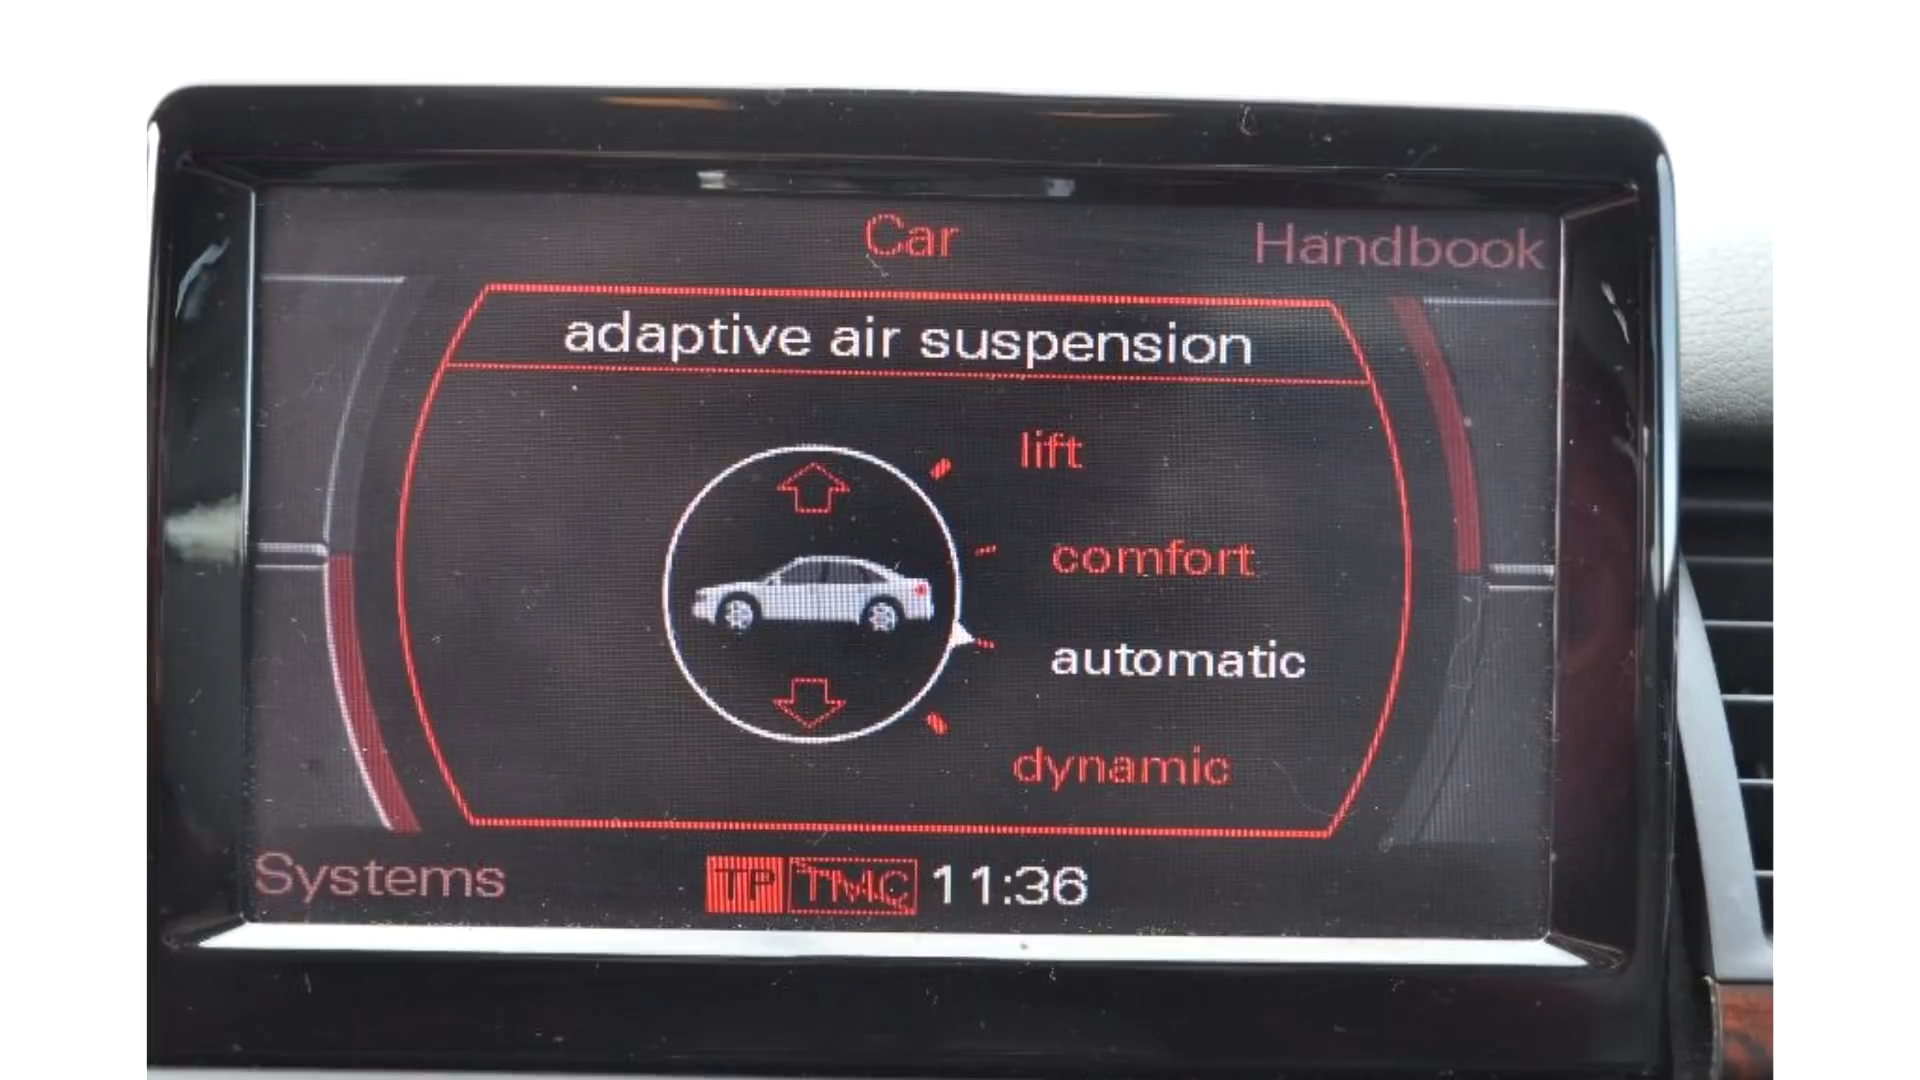 Car
Handbook
adaptive air suspension
lift
comfort
automatic
dynamic
Systems
TP TMC 11:36